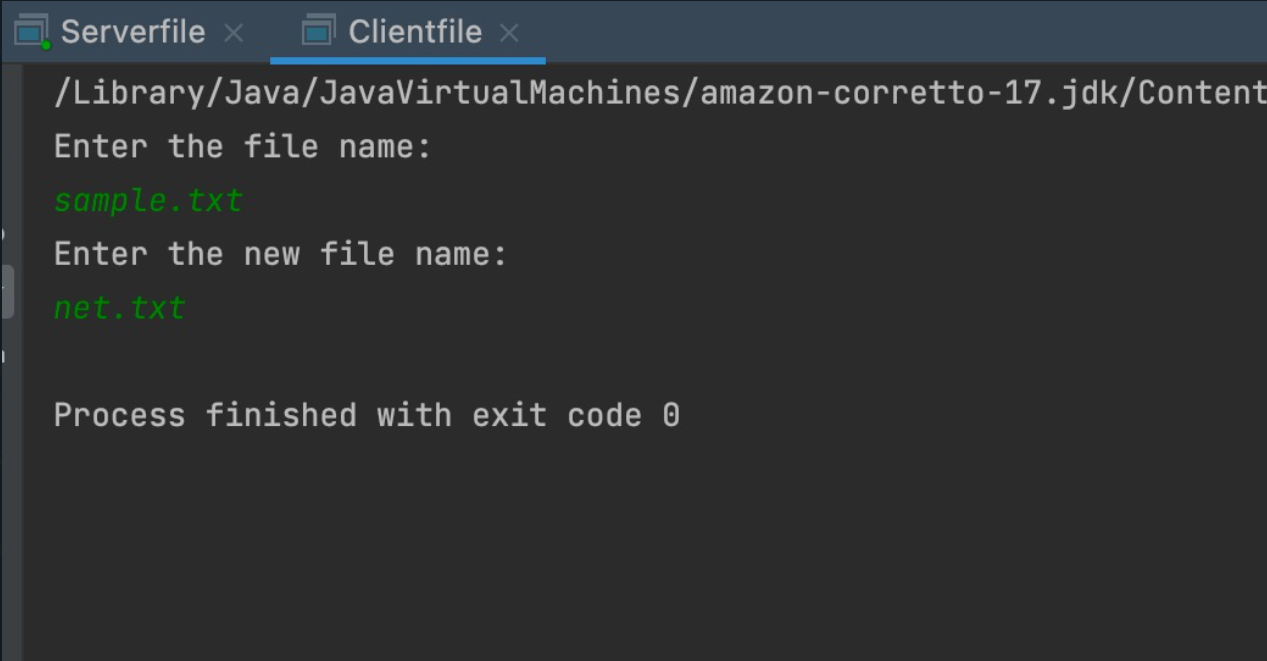 Serverfile
Clientfile
/Library/Java/JavaVirtualMachines/amazon-corretto-17.jdk/Content
Enter the file name:
sample.txt
Enter the new file name:
net.txt
Process finished with exit code 0